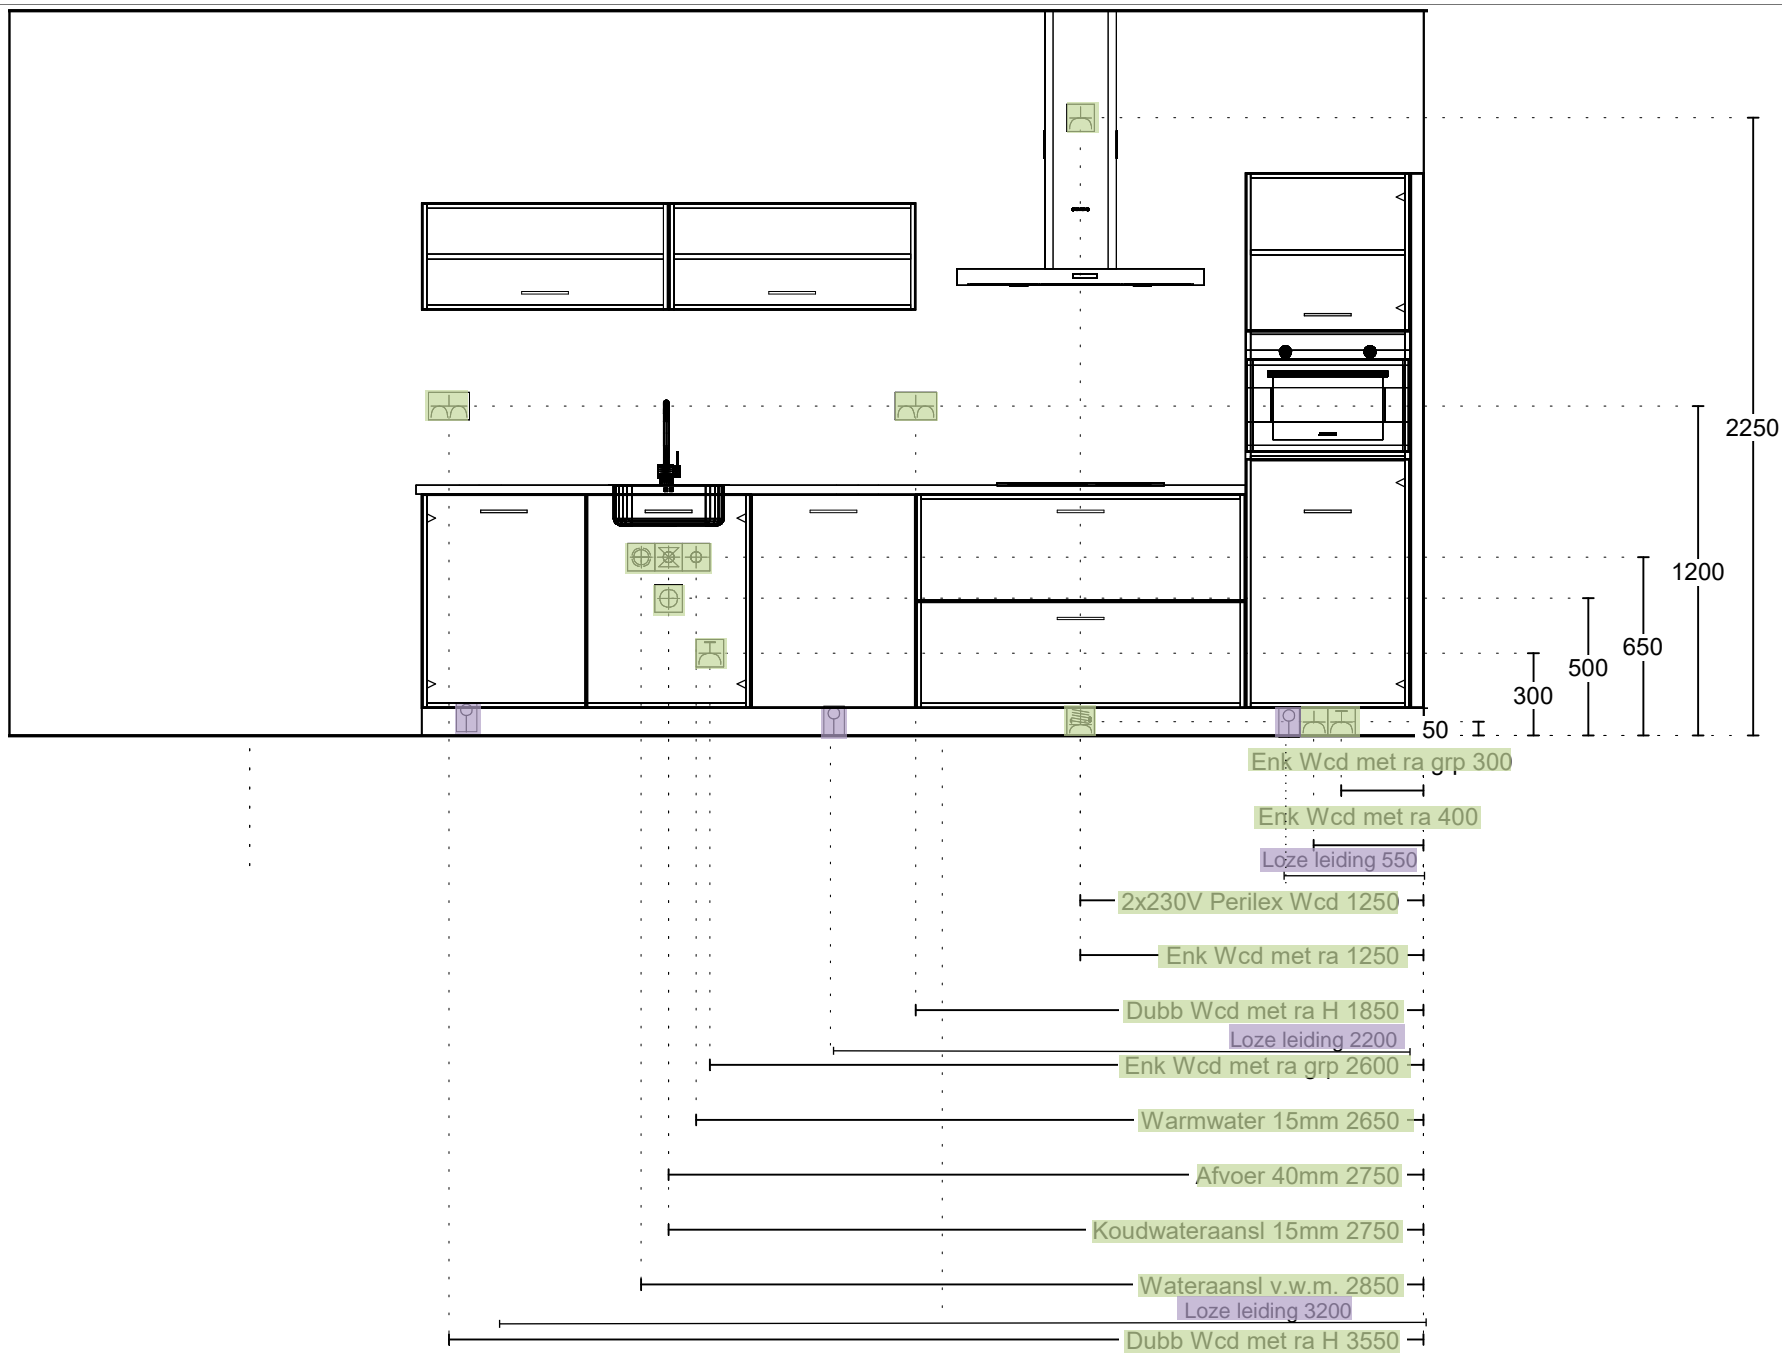 2250
1200
650
500
300
50
Enk Wcd met ra grp 300
Enk Wcd met ra 400
Loze leiding 550
2x230V Perilex Wcd 1250
Enk Wcd met ra 1250
Dubb Wcd met ra H 1850
Loze leiding 2200
Enk Wcd met ra grp 2600
Warmwater 15mm 2650
Afvoer 40mm 2750
Koudwateraansl 15mm 2750
Wateraansl v.w.m. 2850
Loze leiding 3200
Dubb Wcd met ra H 3550